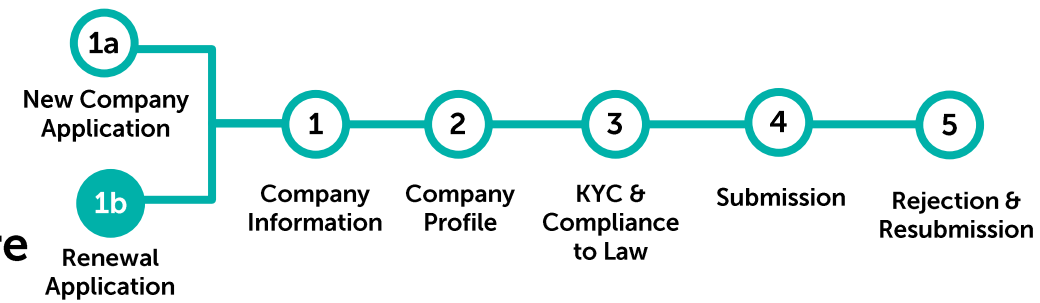 1a
New Company
Application
1b
Renewal
Application
re
1
Company
Information
2
Company
Profile
3
KYC &
Compliance
to Law
4
Submission
5
Rejection &
Resubmission